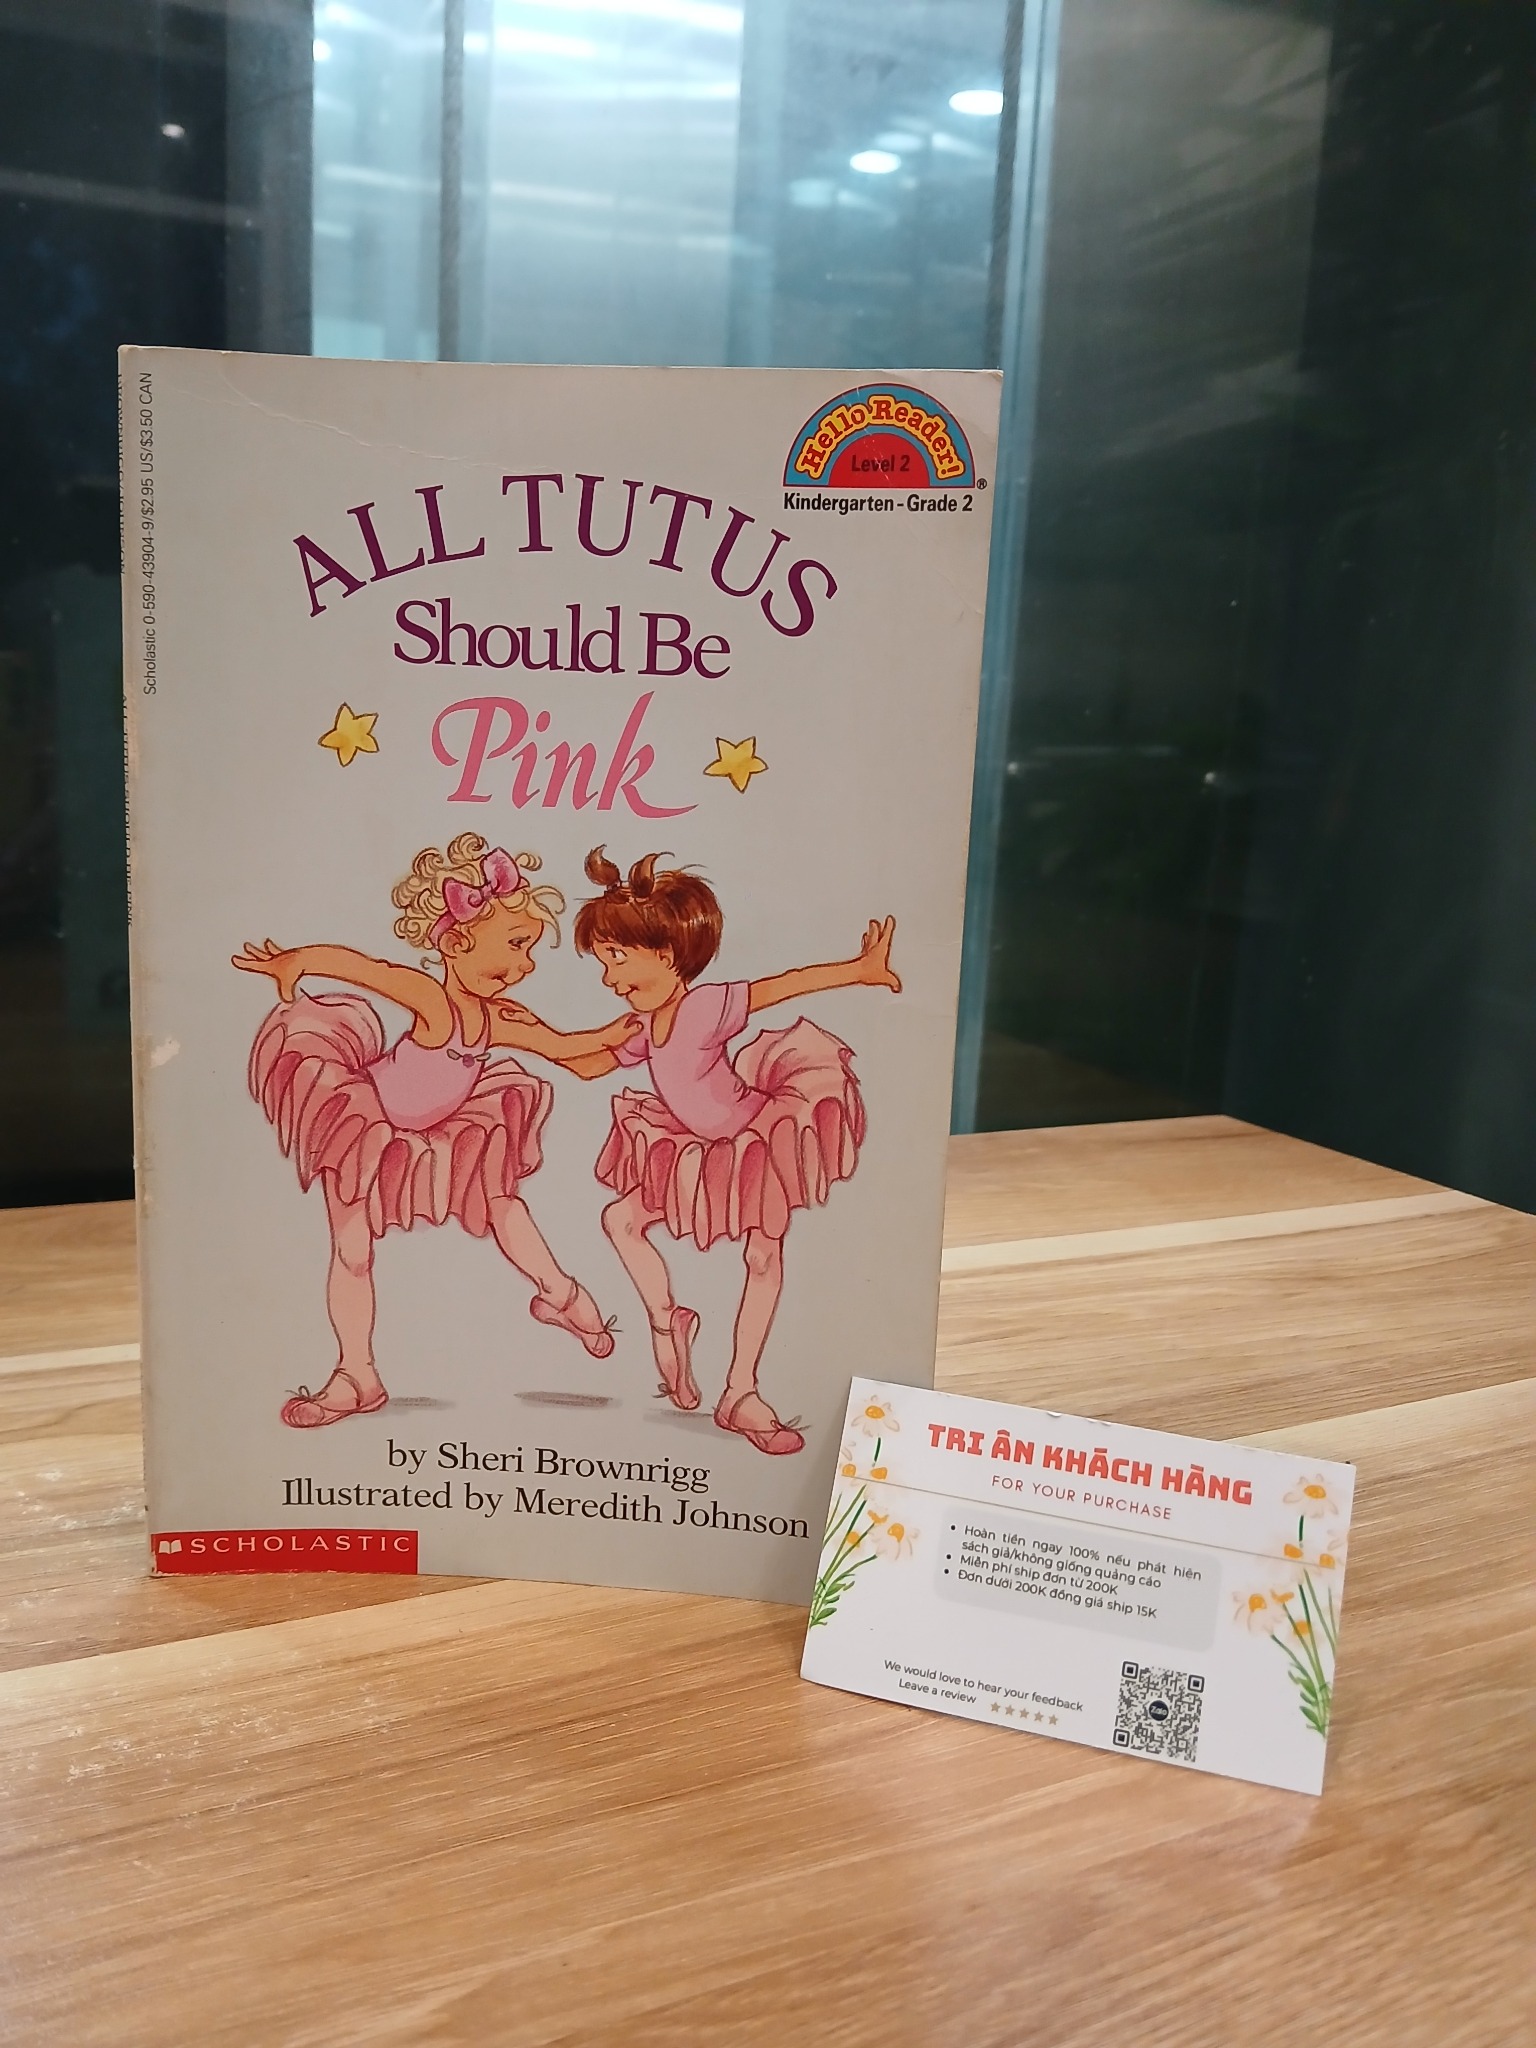 Scholastic 0-590-43904-9/$2.95 US/$3.50 CAN
Hello Reader!
Level 2
®
Kindergarten-Grade 2
ALL TUTUS
Should Be
Pink
by Sheri Brownrigg
Illustrated by Meredith Johnson
SCHOLASTIC
TRI ÂN KHÁCH HÀNG
FOR YOUR PURCHASE
• Hoàn tiền ngay 100% nếu phát hiện
sách giả/không giống quảng cáo
• Miễn phí ship đơn từ 200K
• Đơn dưới 200K đồng giá ship 15K
We would love to hear your feedback
Leave a review
Zalo